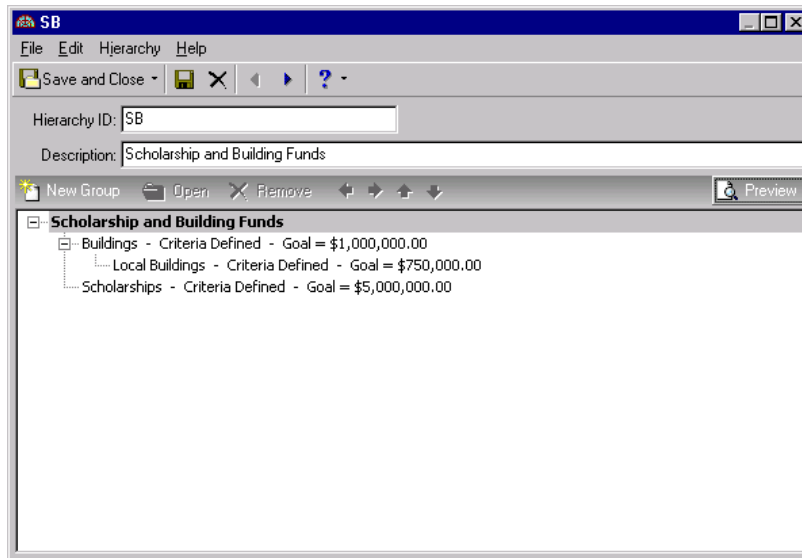 SB
File Edit Hierarchy Help
Save and Close ?
Hierarchy ID: SB
Description: Scholarship and Building Funds
New Group Open Remove Preview
Scholarship and Building Funds
Buildings - Criteria Defined - Goal = $1,000,000.00
Local Buildings - Criteria Defined - Goal = $750,000.00
Scholarships - Criteria Defined - Goal = $5,000,000.00